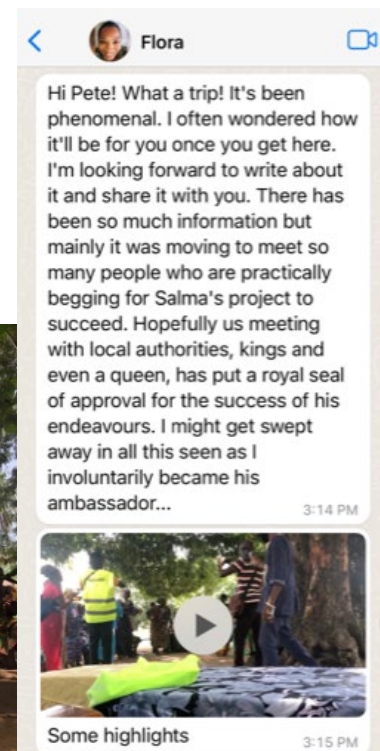 Flora
Hi Pete! What a trip! It's been
phenomenal. I often wondered how
it'll be for you once you get here.
I'm looking forward to write about
it and share it with you. There has
been so much information but
mainly it was moving to meet so
many people who are practically
begging for Salma's project to
succeed. Hopefully us meeting
with local authorities, kings and
even a queen, has put a royal seal
of approval for the success of his
endeavours. I might get swept
away in all this seen as I
involuntarily became his
ambassador...
3:14 PM
Some highlights
3:15 PM